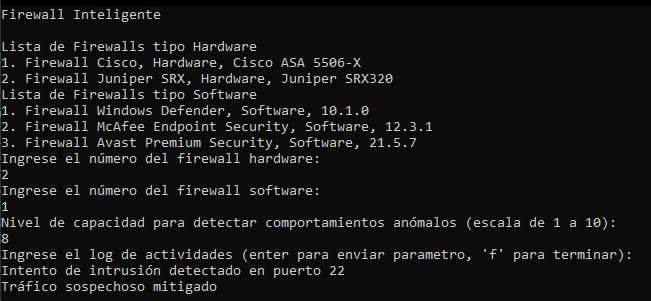 Firewall Inteligente
Lista de Firewalls tipo Hardware
1. Firewall Cisco, Hardware, Cisco ASA 5506-X
2. Firewall Juniper SRX, Hardware, Juniper SRX320
Lista de Firewalls tipo Software
1. Firewall Windows Defender, Software, 10.1.0
2. Firewall McAfee Endpoint Security, Software, 12.3.1
3. Firewall Avast Premium Security, Software, 21.5.7
Ingrese el número del firewall hardware:
2
Ingrese el número del firewall software:
1
Nivel de capacidad para detectar comportamientos anómalos (escala de 1 a 10):
8
Ingrese el log de actividades (enter para enviar parametro, 'f' para terminar):
Intento de intrusión detectado en puerto 22
Tráfico sospechoso mitigado